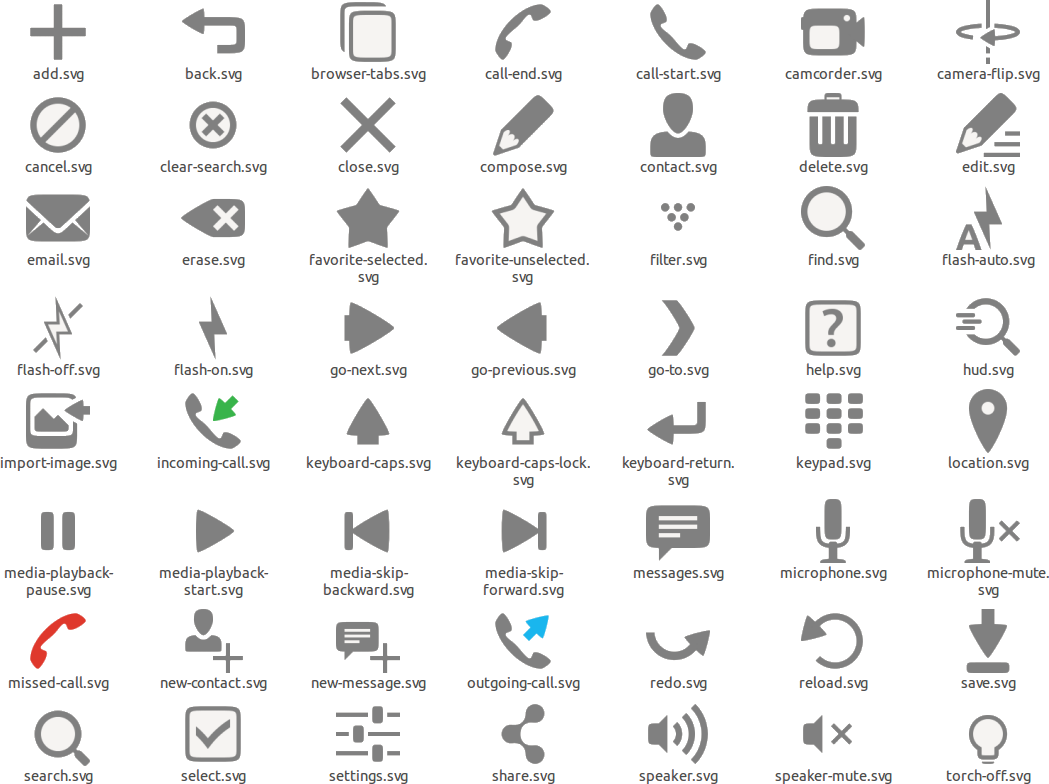 add.svg
back.svg
browser-tabs.svg
call-end.svg
call-start.svg
camcorder.svg
camera-flip.svg
cancel.svg
clear-search.svg
close.svg
compose.svg
contact.svg
delete.svg
edit.svg
A
email.svg
erase.svg
favorite-selected.
svg
favorite-unselected.
svg
filter.svg
find.svg
flash-auto.svg
?
flash-off.svg
flash-on.svg
go-next.svg
go-previous.svg
go-to.svg
help.svg
hud.svg
import-image.svg
incoming-call.svg
keyboard-caps.svg
keyboard-caps-lock.
svg
keyboard-return.
svg
keypad.svg
location.svg
media-playback-
pause.svg
media-playback-
start.svg
media-skip-
backward.svg
media-skip-
forward.svg
messages.svg
microphone.svg
microphone-mute.
svg
missed-call.svg
new-contact.svg
new-message.svg
outgoing-call.svg
redo.svg
reload.svg
save.svg
search.svg
select.svg
settings.svg
share.svg
speaker.svg
speaker-mute.svg
torch-off.svg